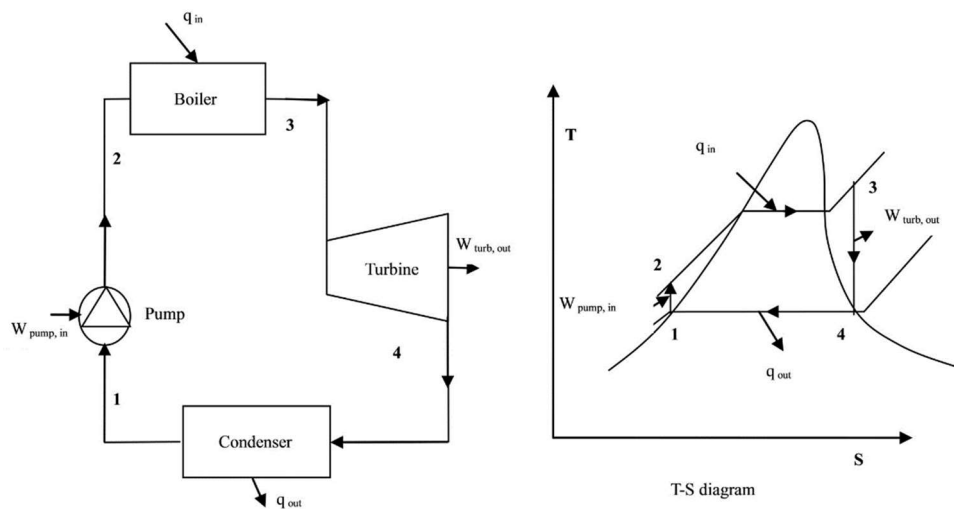 q in
Boiler
3
2
W turb, out
Turbine
Pump
W pump, in
4
1
Condenser
q out
T
q in
3
W turb, out
2
W pump, in
1
4
q out
S
T-S diagram